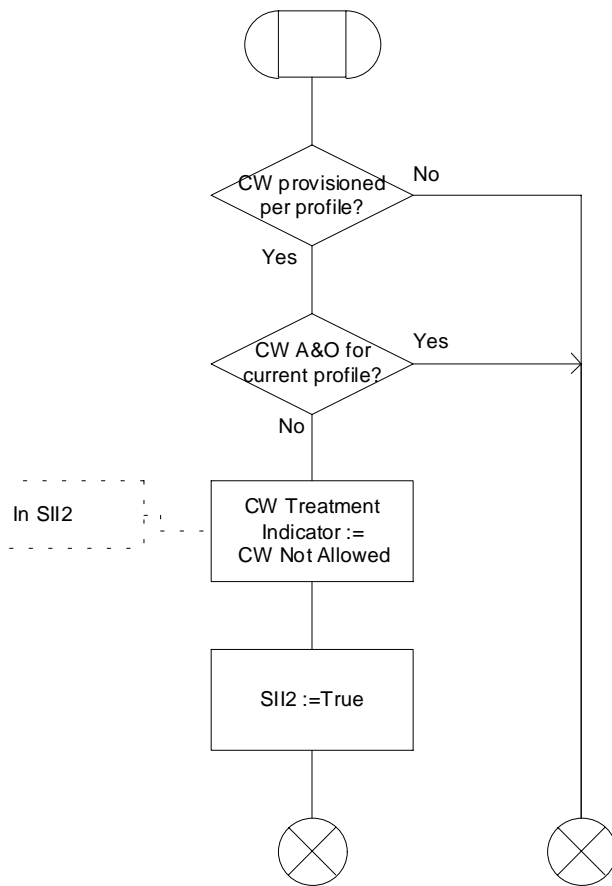 CW provisioned
per profile?
No
Yes
CW A&O for
current profile?
Yes
No
In SII2
CW Treatment
Indicator :=
CW Not Allowed
SII2 :=True